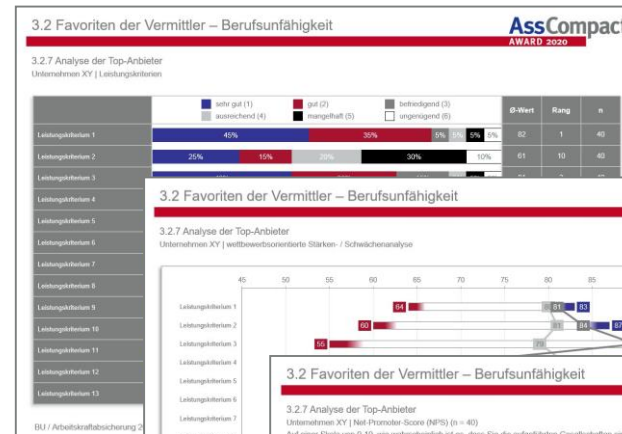 3.2 Favoriten der Vermittler – Berufsunfähigkeit
AssCompact
AWARD 2020
3.2.7 Analyse der Top-Anbieter
Unternehmen XY | Leistungskriterien
sehr gut (1) gut (2) befriedigend (3)
ausreichend (4) mangelhaft (5) ungenügend (6)
Ø-Wert Rang n
Leistungskriterium 1 45% 35% 5% 5% 5% 5% 82 1 40
Leistungskriterium 2 25% 15% 20% 30% 10% 61 10 40
Leistungskriterium 3
Leistungskriterium 4
Leistungskriterium 5
Leistungskriterium 6
Leistungskriterium 7
Leistungskriterium 8
Leistungskriterium 9
Leistungskriterium 10
Leistungskriterium 11
Leistungskriterium 12
Leistungskriterium 13
BU / Arbeitskraftabsicherung
3.2 Favoriten der Vermittler – Berufsunfähigkeit
3.2.7 Analyse der Top-Anbieter
Unternehmen XY | wettbewerbsorientierte Stärken- / Schwächenanalyse
45 50 55 60 65 70 75 80 85
Leistungskriterium 1 64 81 83
Leistungskriterium 2 60 81 84 87
Leistungskriterium 3 55 79
Leistungskriterium 4
Leistungskriterium 5
Leistungskriterium 6
Leistungskriterium 7
3.2 Favoriten der Vermittler – Berufsunfähigkeit
3.2.7 Analyse der Top-Anbieter
Unternehmen XY | Net-Promoter-Score (NPS) (n = 40)